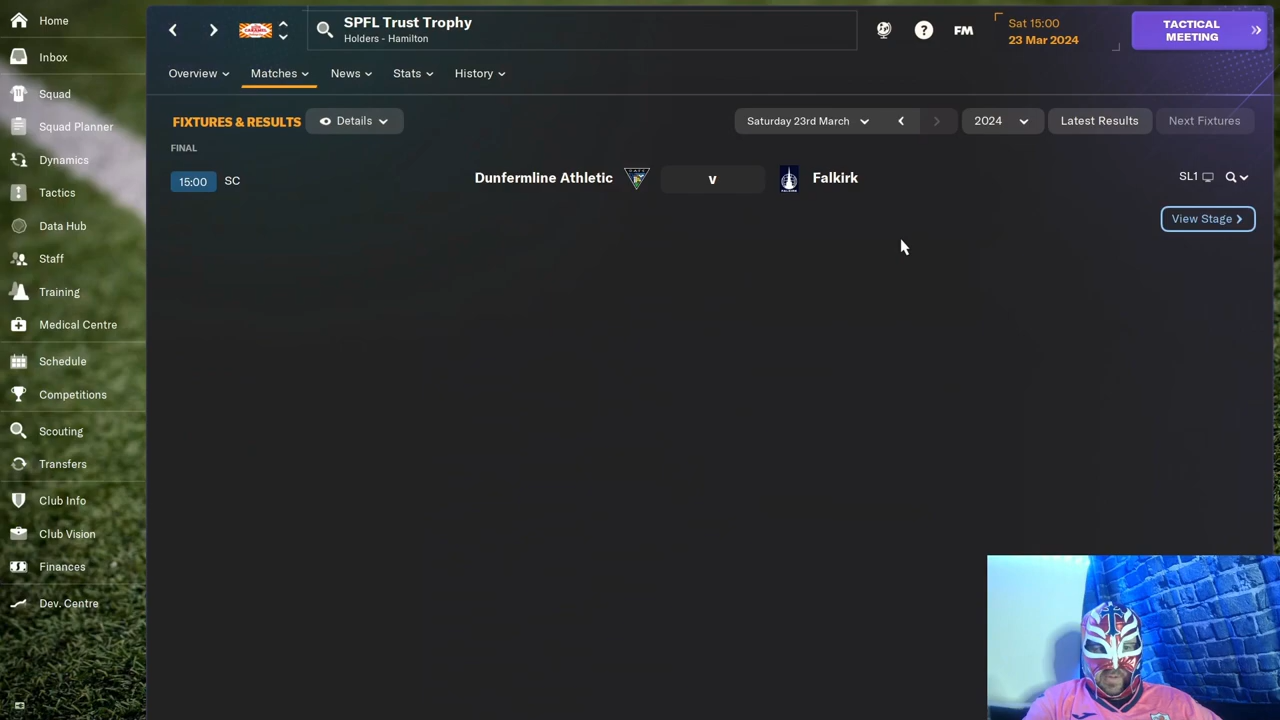 Home
Inbox
Squad
Squad Planner
Dynamics
Tactics
Data Hub
Staff
Training
Medical Centre
Schedule
Competitions
Scouting
Transfers
Club Info
Club Vision
Finances
Dev. Centre
SPFL Trust Trophy
Holders - Hamilton
?
FM
Sat 15:00
23 Mar 2024
TACTICAL
MEETING
Overview
Matches
News
Stats
History
FIXTURES & RESULTS
Details
Saturday 23rd March
2024
Latest Results
Next Fixtures
FINAL
15:00 SC Dunfermline Athletic v Falkirk SL1
View Stage